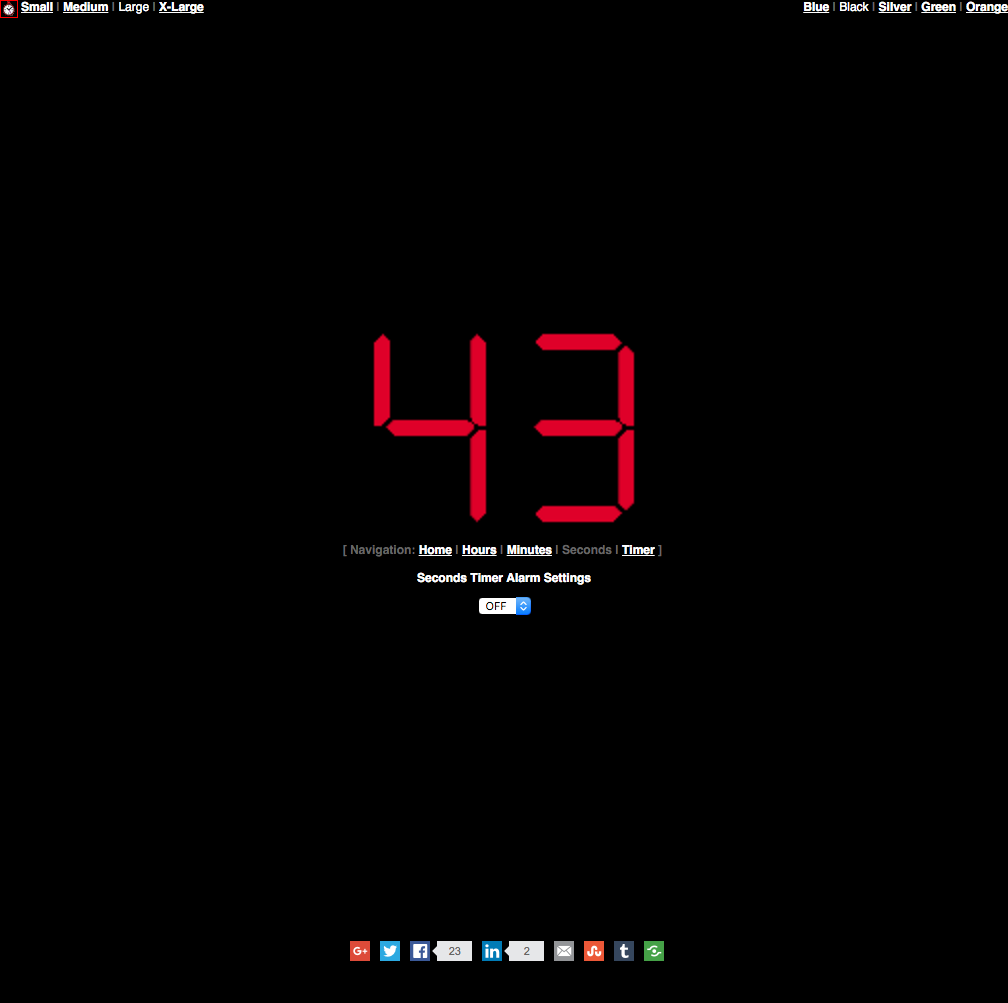 Small | Medium | Large | X-Large
Blue | Black | Silver | Green | Orange
43
[ Navigation: Home | Hours | Minutes | Seconds | Timer ]
Seconds Timer Alarm Settings
OFF
G+ 23 in 2 t